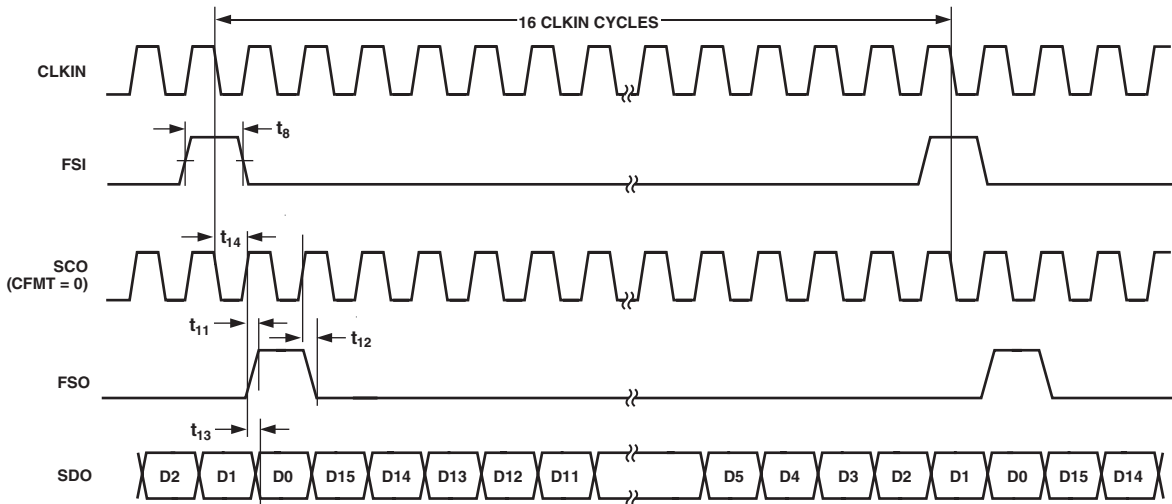 16 CLKIN CYCLES
CLKIN
t8
FSI
t14
SCO
(CFMT = 0)
t11
t12
FSO
t13
SDO
D2 D1 D0 D15 D14 D13 D12 D11 D5 D4 D3 D2 D1 D0 D15 D14